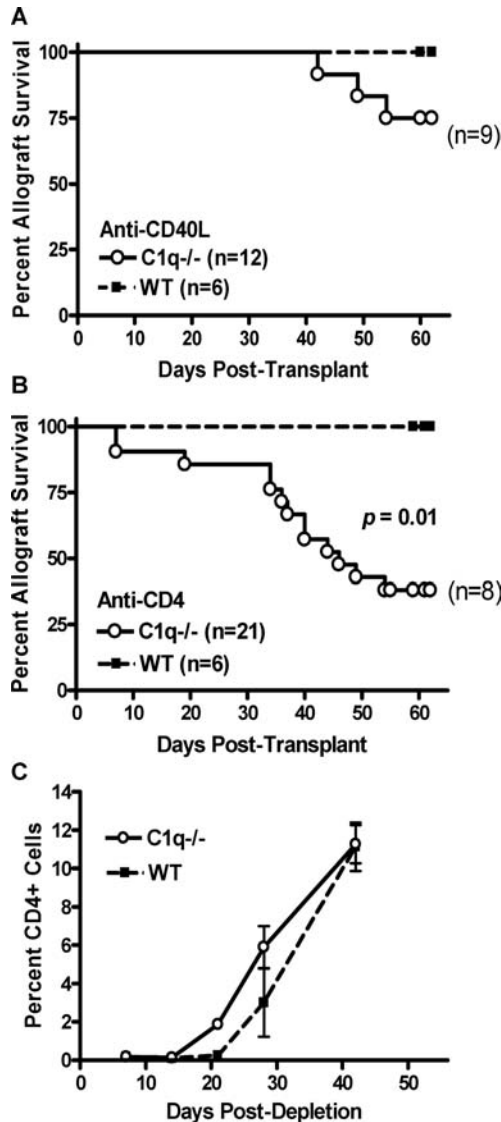 A
Percent Allograft Survival
100
75
50
25
0
(n=9)
Anti-CD40L
C1q-/- (n=12)
WT (n=6)
0 10 20 30 40 50 60
Days Post-Transplant
B
Percent Allograft Survival
100
75
50
25
0
p = 0.01
(n=8)
Anti-CD4
C1q-/- (n=21)
WT (n=6)
0 10 20 30 40 50 60
Days Post-Transplant
C
Percent CD4+ Cells
14
12
10
8
6
4
2
0
C1q-/-
WT
0 10 20 30 40 50
Days Post-Depletion